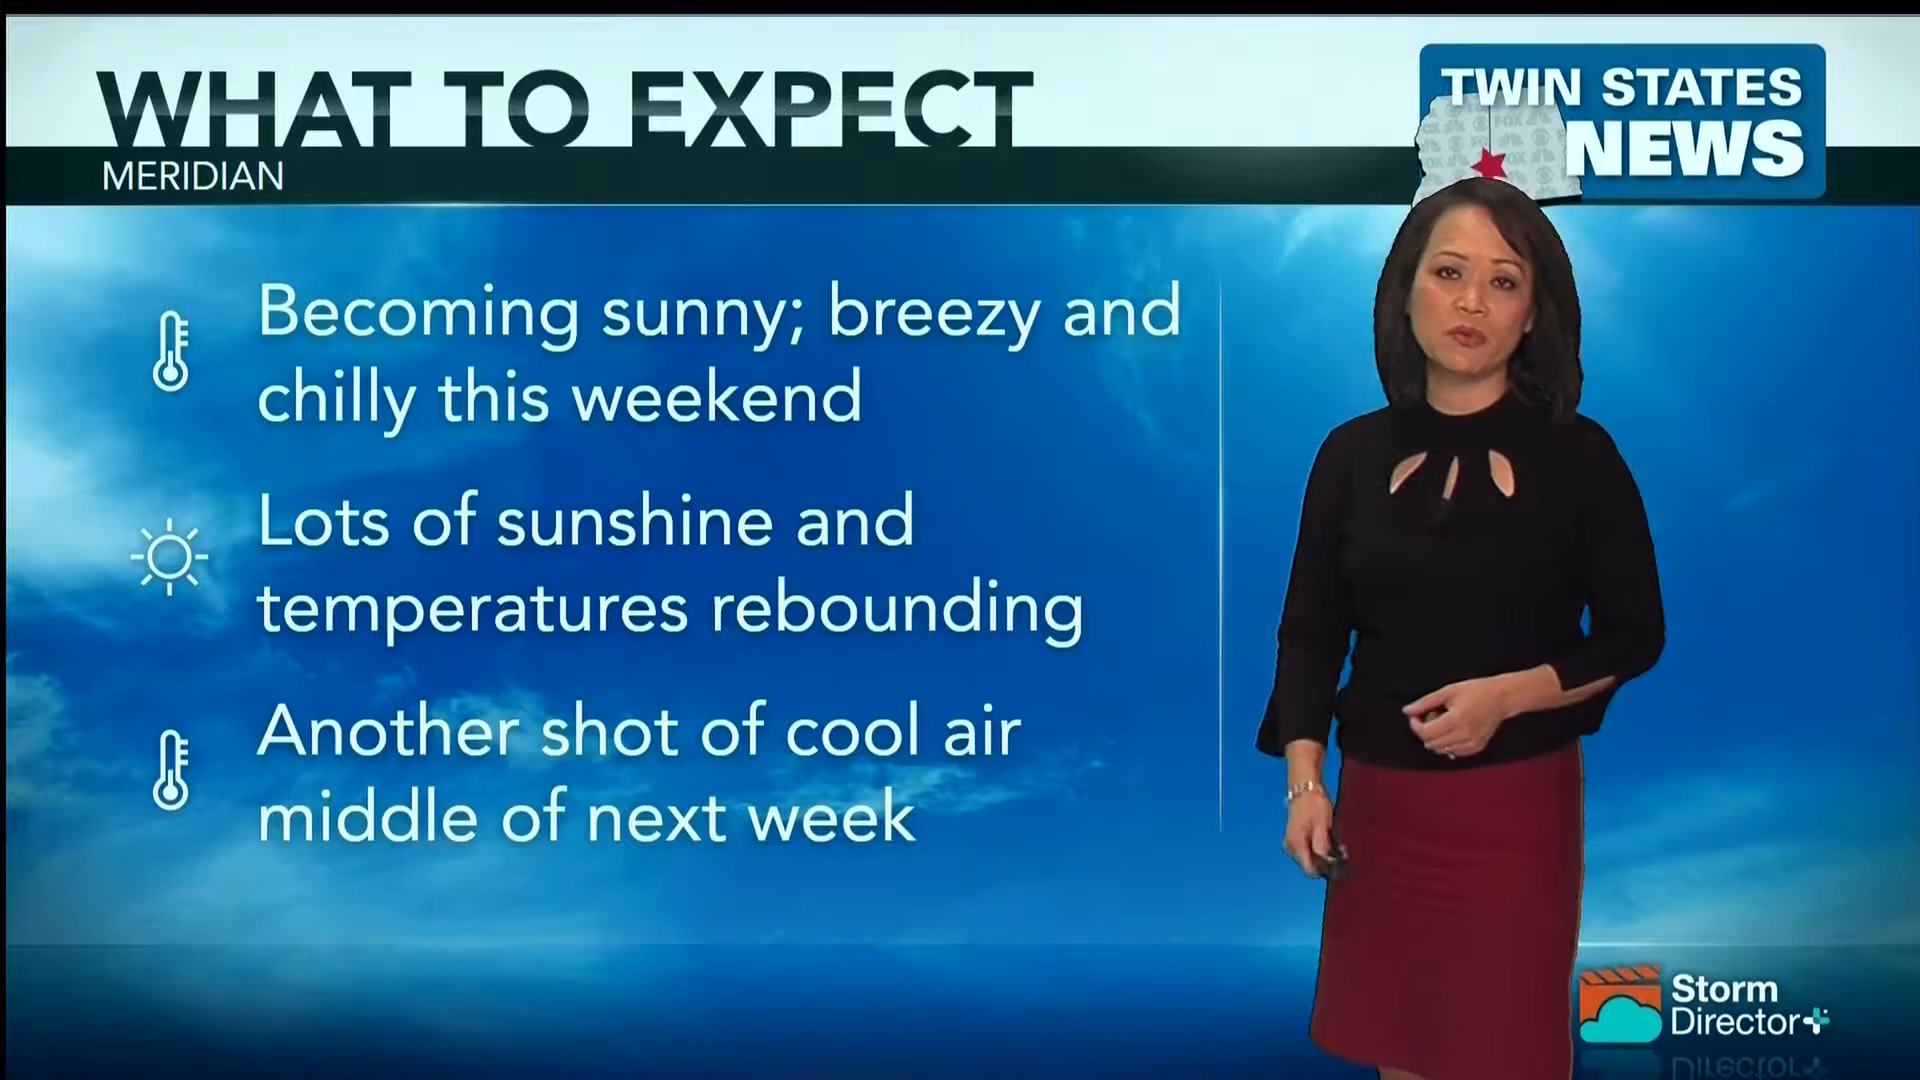 WHAT TO EXPECT
MERIDIAN
TWIN STATES
NEWS
Becoming sunny; breezy and
chilly this weekend
Lots of sunshine and
temperatures rebounding
Another shot of cool air
middle of next week
Storm
Director+